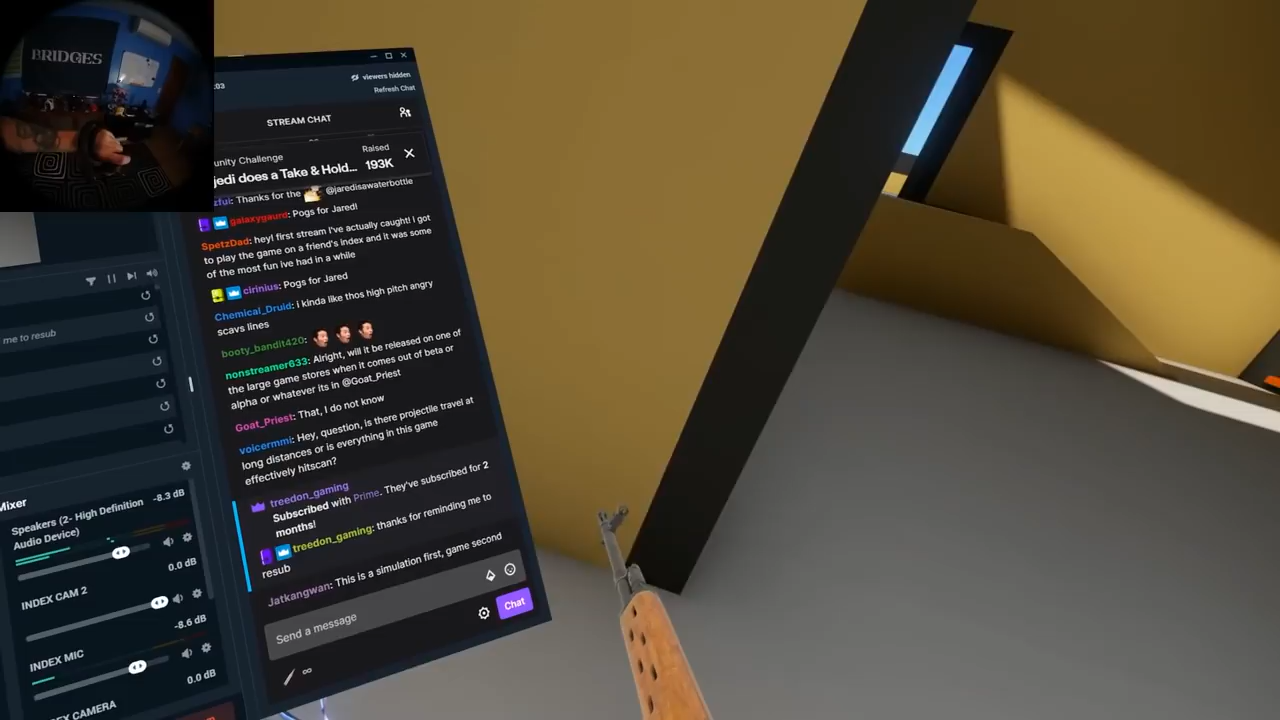 BRIDGES
:03
viewers hidden
Refresh Chat
STREAM CHAT
unity Challenge
jedi does a Take & Hold...
Raised
193K
zfui: Thanks for the @jaredisawaterbottle
galaxygaurd: Pogs for Jared!
SpetzDad: hey! first stream I've actually caught! I got
to play the game on a friend's index and it was some
of the most fun ive had in a while
cirinius: Pogs for Jared
Chemical_Druid: i kinda like thos high pitch angry
scavs lines
booty_bandit420:
nonstreamer633: Alright, will it be released on one of
the large game stores when it comes out of beta or
alpha or whatever its in @Goat_Priest
Goat_Priest: That, I do not know
voicermmi: Hey, question, is there projectile travel at
long distances or is everything in this game
effectively hitscan?
treedon_gaming
Subscribed with Prime. They've subscribed for 2
months!
treedon_gaming: thanks for reminding me to
resub
Jatkangwan: This is a simulation first, game second
Send a message
Chat
me to resub
Mixer
Speakers (2- High Definition
Audio Device)
-8.3 dB
INDEX CAM 2
0.0 dB
INDEX MIC
-8.6 dB
EX CAMERA
0.0 dB